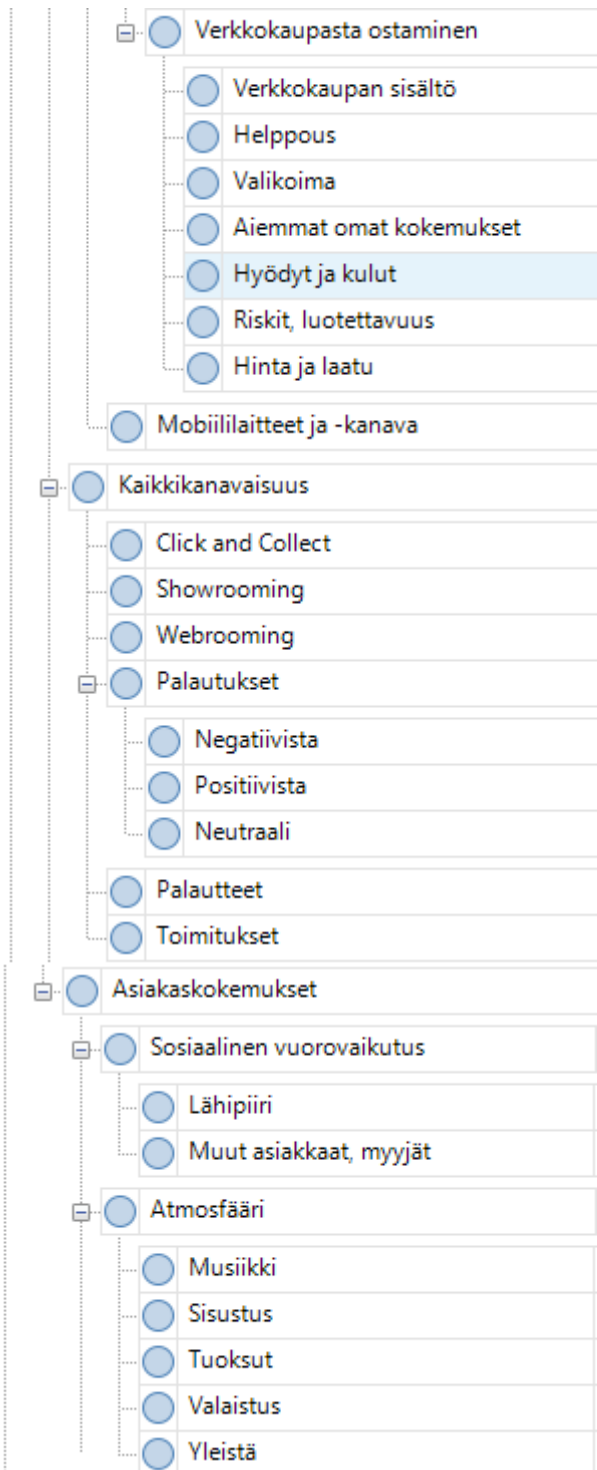 Verkkokaupasta ostaminen
Verkkokaupan sisältö
Helppous
Valikoima
Aiemmat omat kokemukset
Hyödyt ja kulut
Riskit, luotettavuus
Hinta ja laatu
Mobiililaitteet ja -kanava
Kaikkikanavaisuus
Click and Collect
Showrooming
Webrooming
Palautukset
Negatiivista
Positiivista
Neutraali
Palautteet
Toimitukset
Asiakaskokemukset
Sosiaalinen vuorovaikutus
Lähipiiri
Muut asiakkaat, myyjät
Atmosfääri
Musiikki
Sisustus
Tuoksut
Valaistus
Yleistä